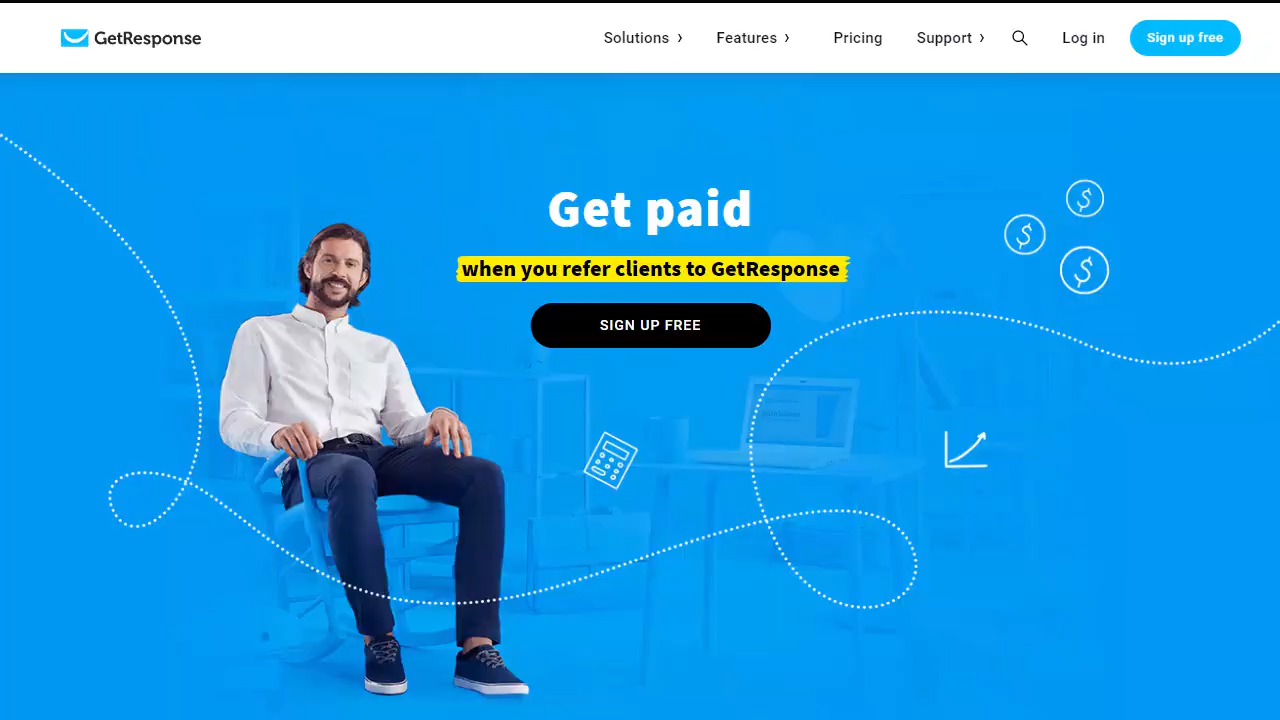 GetResponse
Solutions
Features
Pricing
Support
Log in
Sign up free
Get paid
when you refer clients to GetResponse
SIGN UP FREE